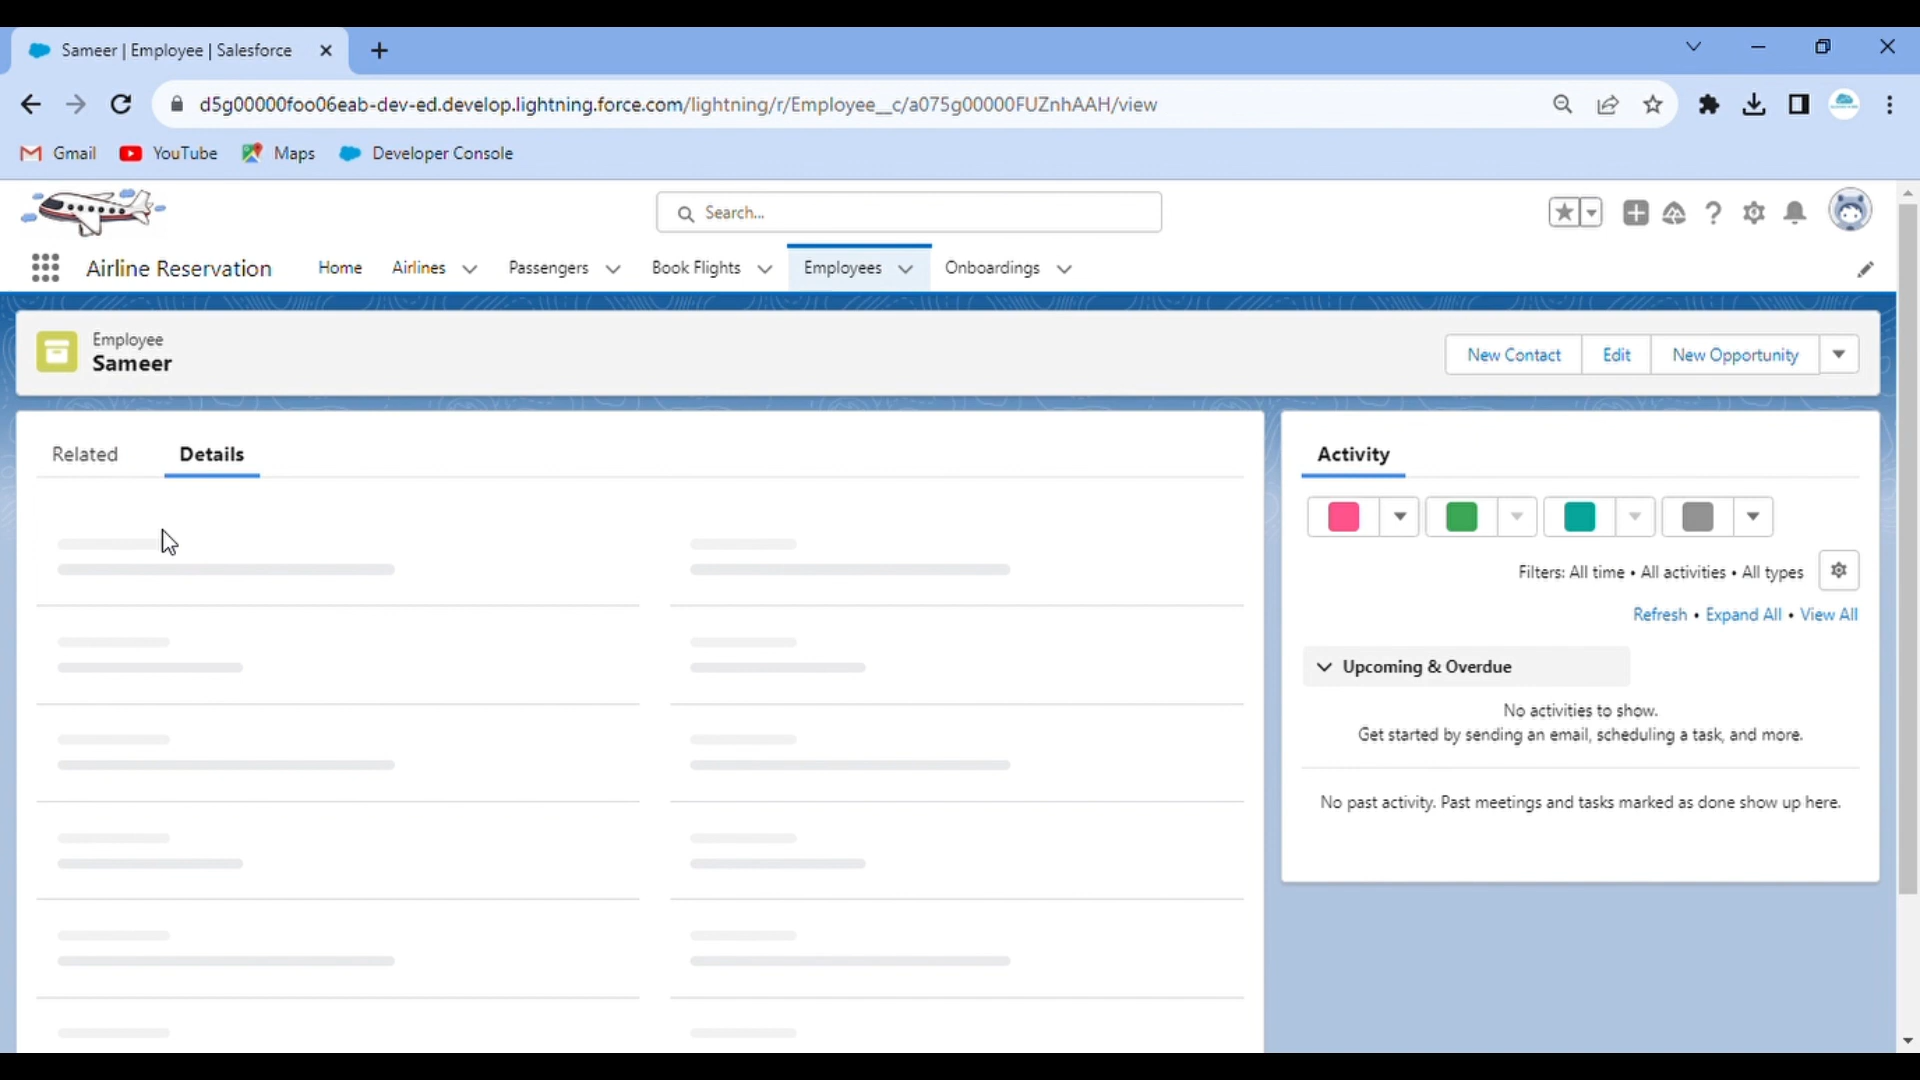 Sameer | Employee | Salesforce
d5g00000foo06eab-dev-ed.develop.lightning.force.com/lightning/r/Employee__c/a075g00000FUZnhAAH/view
Gmail YouTube Maps Developer Console
Search...
Airline Reservation Home Airlines Passengers Book Flights Employees Onboardings
Employee
Sameer
New Contact Edit New Opportunity
Related Details
Activity
Filters: All time • All activities • All types
Refresh • Expand All • View All
Upcoming & Overdue
No activities to show.
Get started by sending an email, scheduling a task, and more.
No past activity. Past meetings and tasks marked as done show up here.